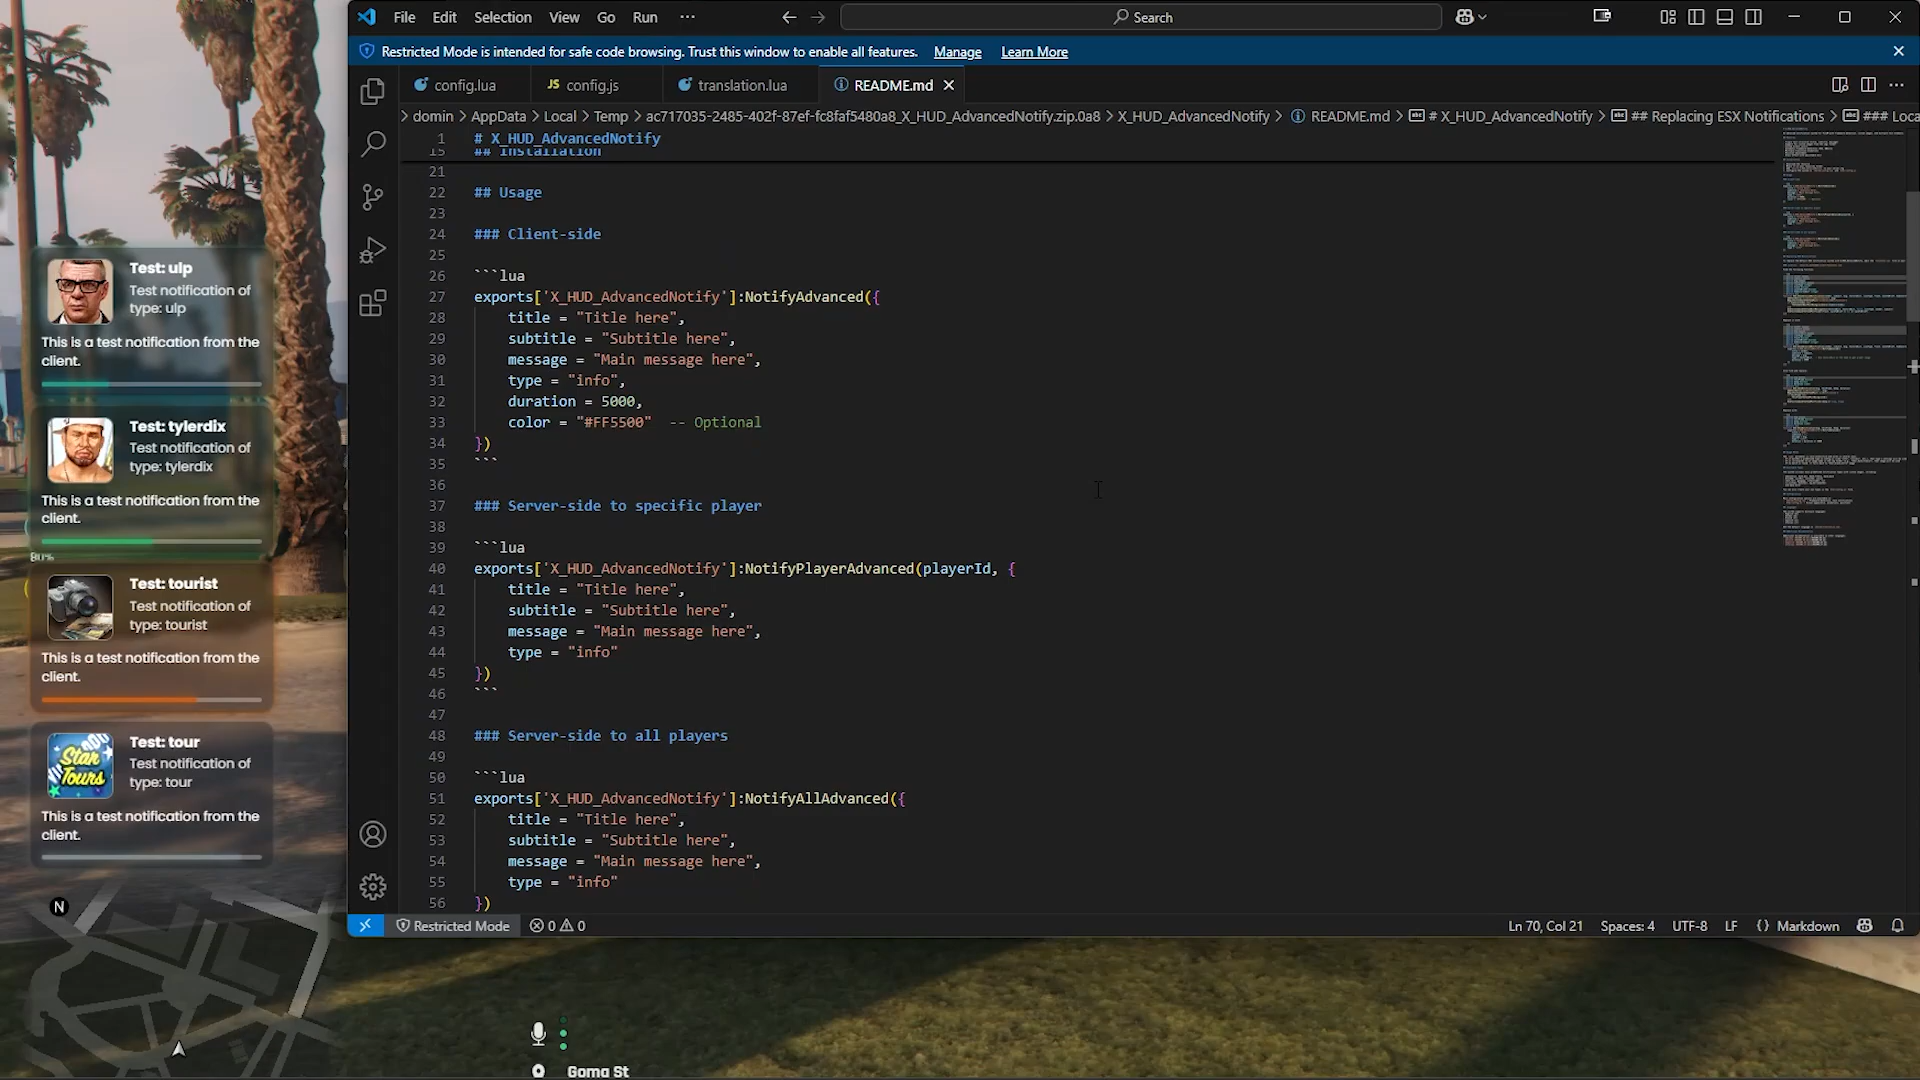 File Edit Selection View Go Run ··· Search
Restricted Mode is intended for safe code browsing. Trust this window to enable all features. Manage Learn More
config.lua JS config.js translation.lua README.md
domin > AppData > Local > Temp > ac717035-2485-402f-87ef-fc8faf5480a8_X_HUD_AdvancedNotify.zip.0a8 > X_HUD_AdvancedNotify > README.md > # X_HUD_AdvancedNotify > ## Replacing ESX Notifications > ### Loca
1 # X_HUD_AdvancedNotify
15 ## Installation
21
22 ## Usage
23
24 ### Client-side
25
26 ```lua
27 exports['X_HUD_AdvancedNotify']:NotifyAdvanced({
28 title = "Title here",
29 subtitle = "Subtitle here",
30 message = "Main message here",
31 type = "info",
32 duration = 5000,
33 color = "#FF5500" -- Optional
34 })
35 ```
36
37 ### Server-side to specific player
38
39 ```lua
40 exports['X_HUD_AdvancedNotify']:NotifyPlayerAdvanced(playerId, {
41 title = "Title here",
42 subtitle = "Subtitle here",
43 message = "Main message here",
44 type = "info"
45 })
46 ```
47
48 ### Server-side to all players
49
50 ```lua
51 exports['X_HUD_AdvancedNotify']:NotifyAllAdvanced({
52 title = "Title here",
53 subtitle = "Subtitle here",
54 message = "Main message here",
55 type = "info"
56 })
Restricted Mode 0 0 Ln 70, Col 21 Spaces: 4 UTF-8 LF {} Markdown
Test: ulp
Test notification of
type: ulp
This is a test notification from the
client.
Test: tylerdix
Test notification of
type: tylerdix
This is a test notification from the
client.
80%
Test: tourist
Test notification of
type: tourist
This is a test notification from the
client.
Star
Tours
Test: tour
Test notification of
type: tour
This is a test notification from the
client.
N
Goma St